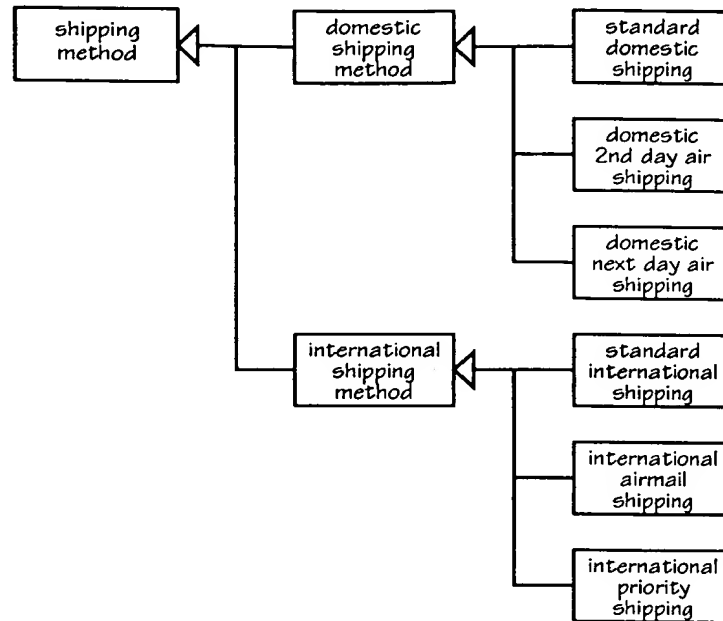 shipping
method
domestic
shipping
method
standard
domestic
shipping
domestic
2nd day air
shipping
domestic
next day air
shipping
international
shipping
method
standard
international
shipping
international
airmail
shipping
international
priority
shipping